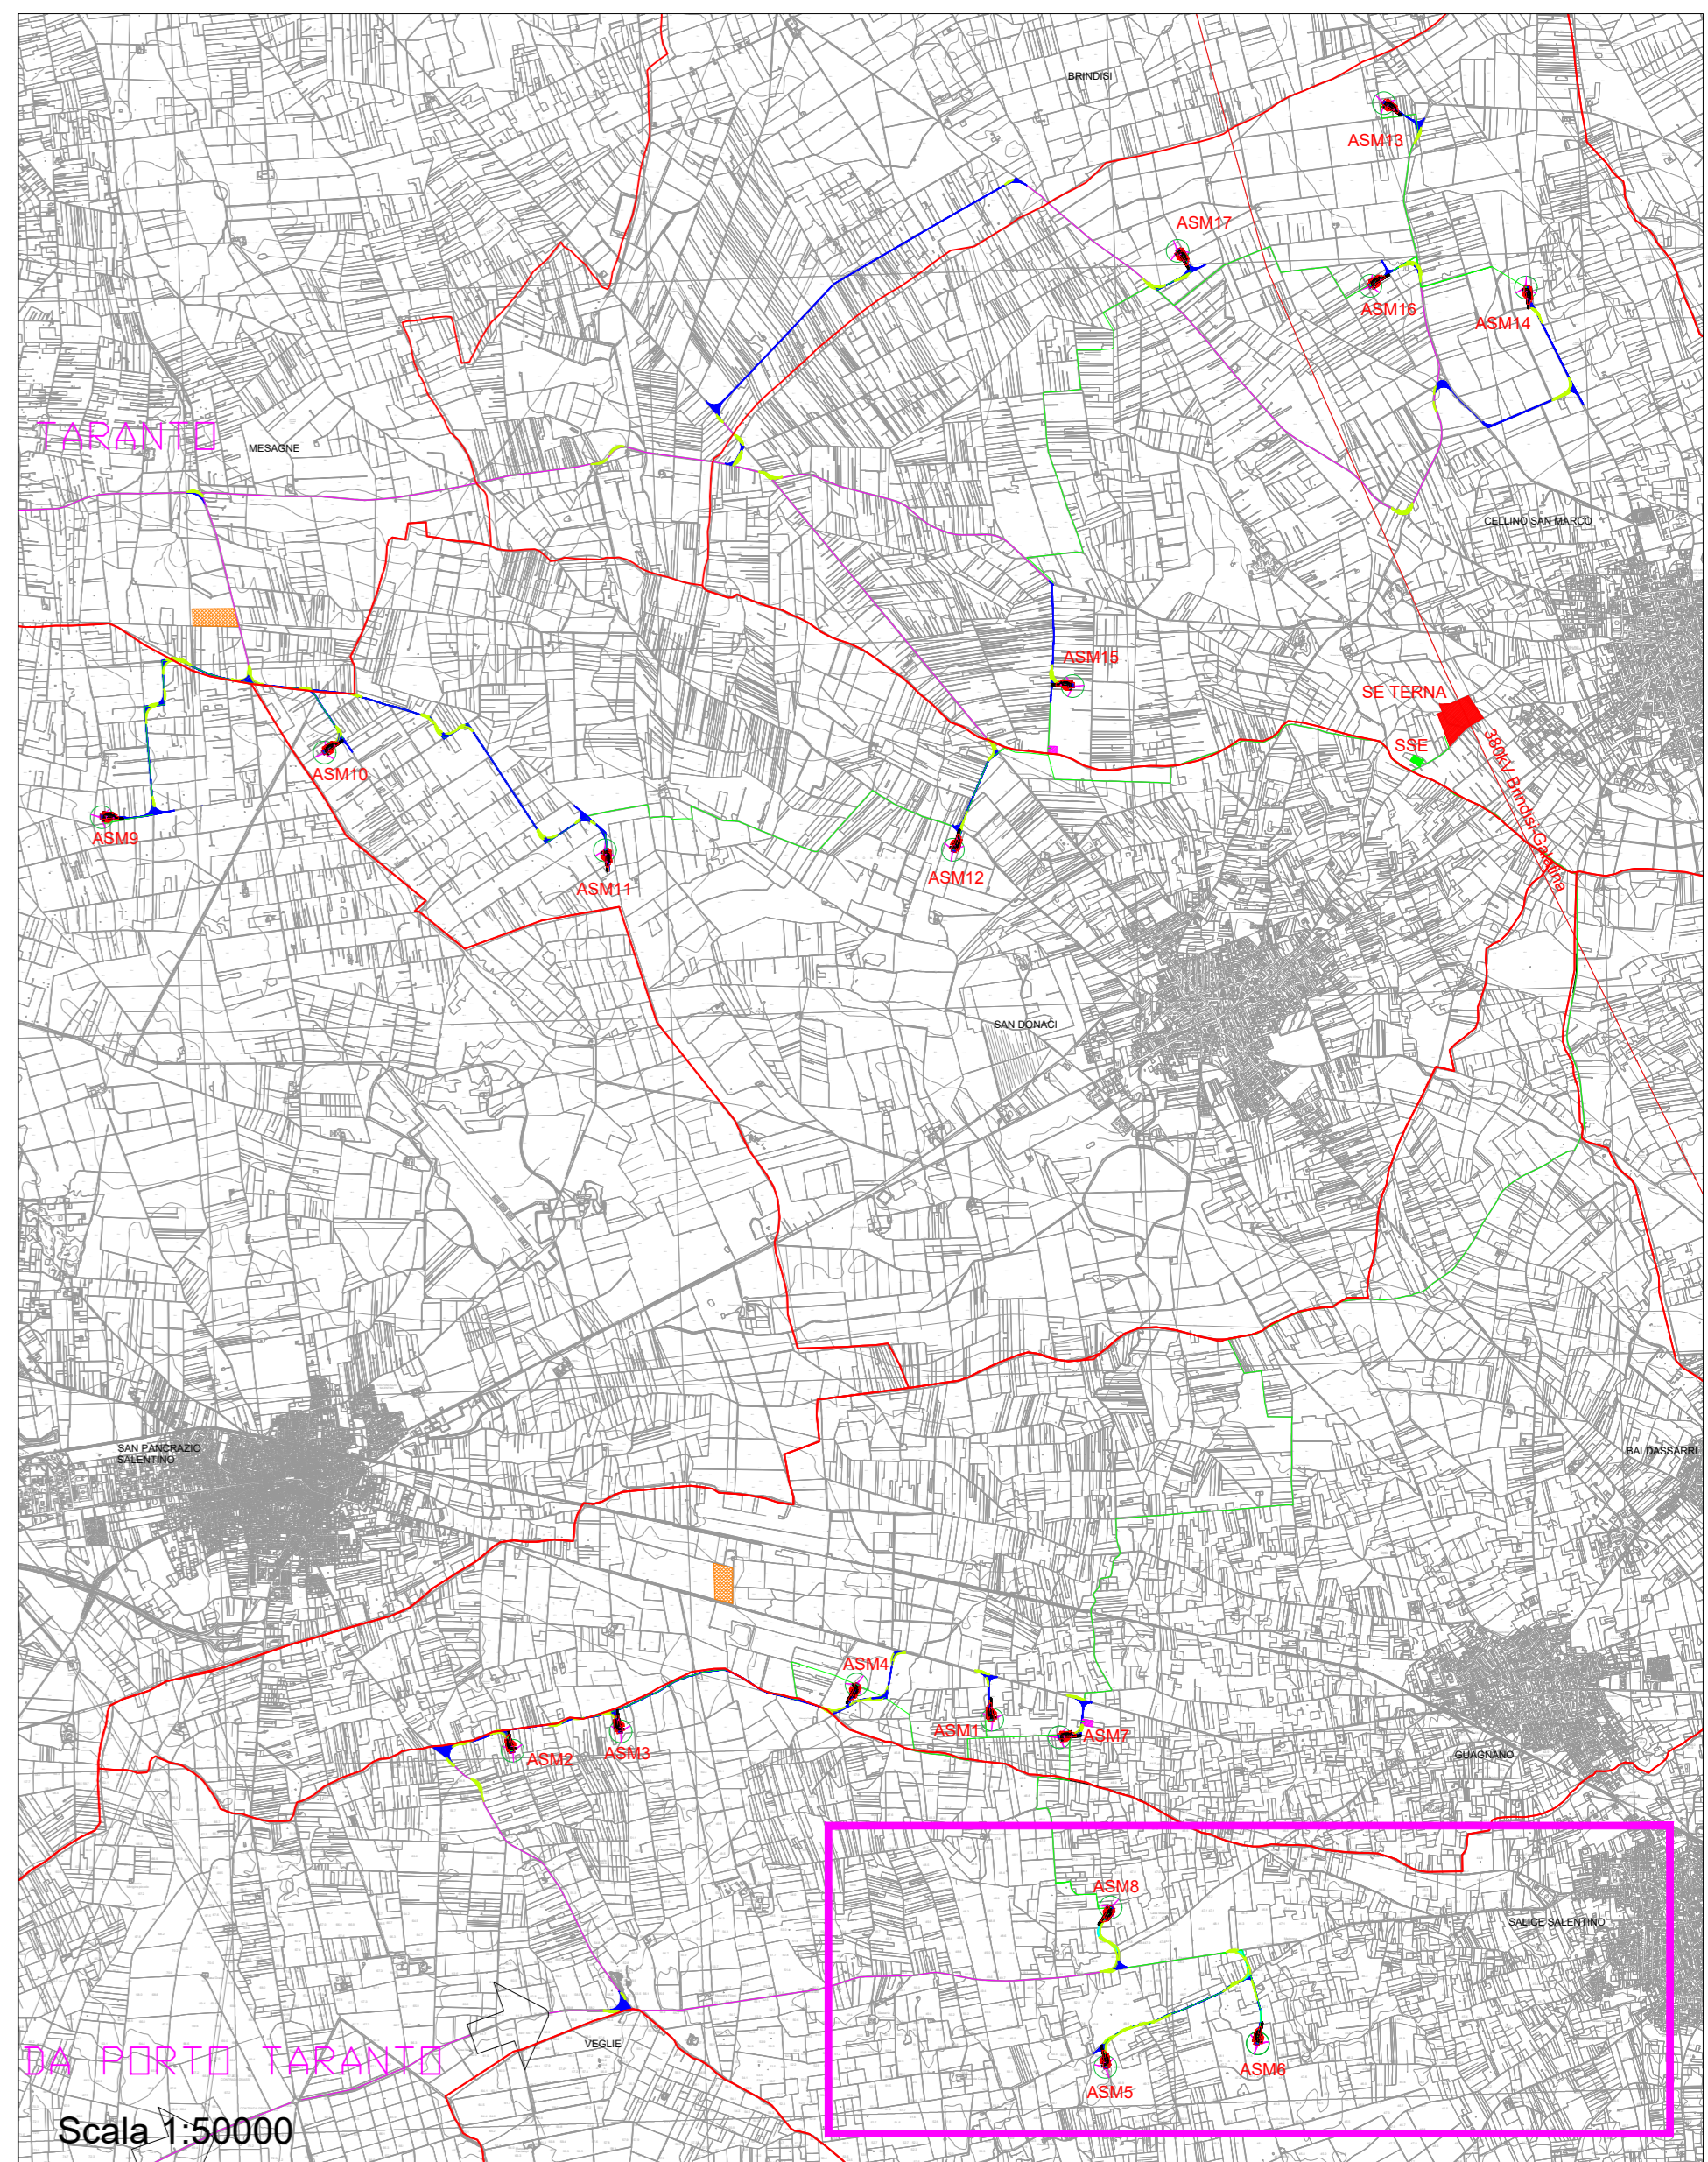 BRINDISI
ASM13
ASM17
ASM16
ASM14
TARANTO
MESAGNE
CELLINO SAN MARCO
ASM15
SE TERNA
SSE
380kV Brindisi-Galatina
ASM10
ASM9
ASM11
ASM12
SAN DONACI
SAN PANCRAZIO
SALENTINO
BALDASSARRI
ASM4
ASM1
ASM7
ASM2
ASM3
GUAGNANO
ASM8
SALICE SALENTINO
VEGLIE
DA PORTO TARANTO
ASM6
ASM5
Scala 1:50000